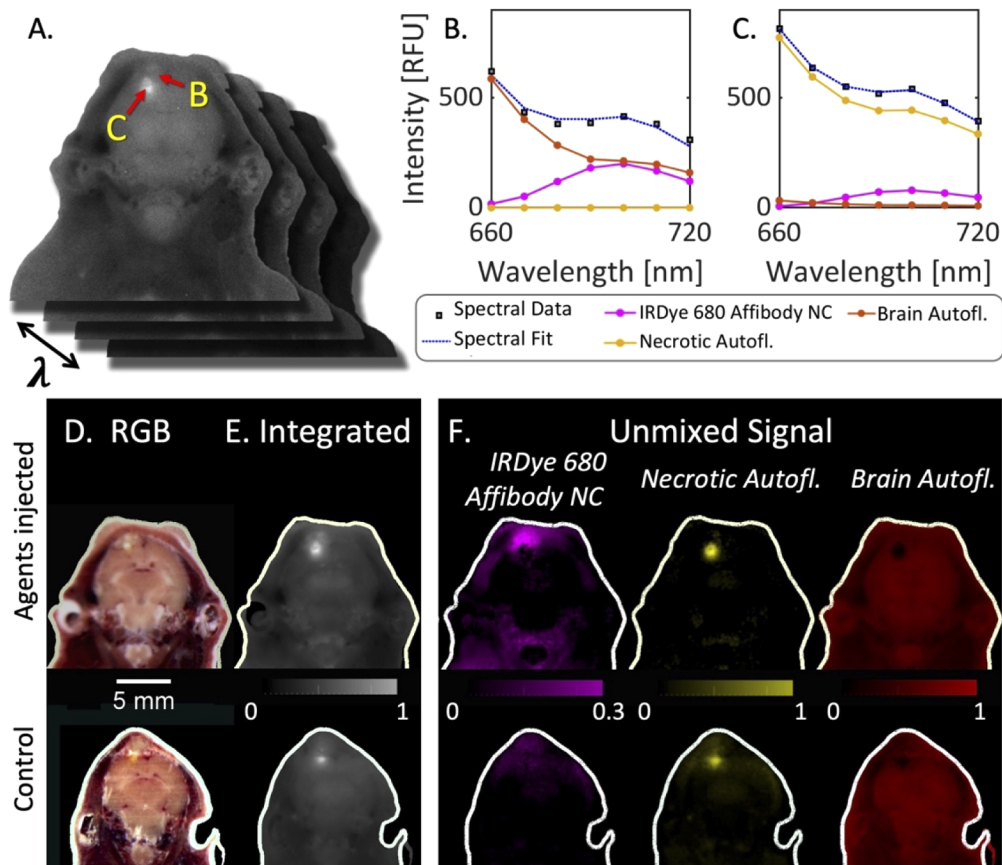 A.
B
C
λ
B.
C.
Intensity [RFU]
500
0
660
720
Wavelength [nm]
500
0
660
720
Wavelength [nm]
Spectral Data
IRDye 680 Affibody NC
Brain Autofl.
Spectral Fit
Necrotic Autofl.
D. RGB
E. Integrated
F.
Unmixed Signal
IRDye 680
Affibody NC
Necrotic Autofl.
Brain Autofl.
Agents injected
5 mm
0
1
0
0.3
0
1
0
1
Control